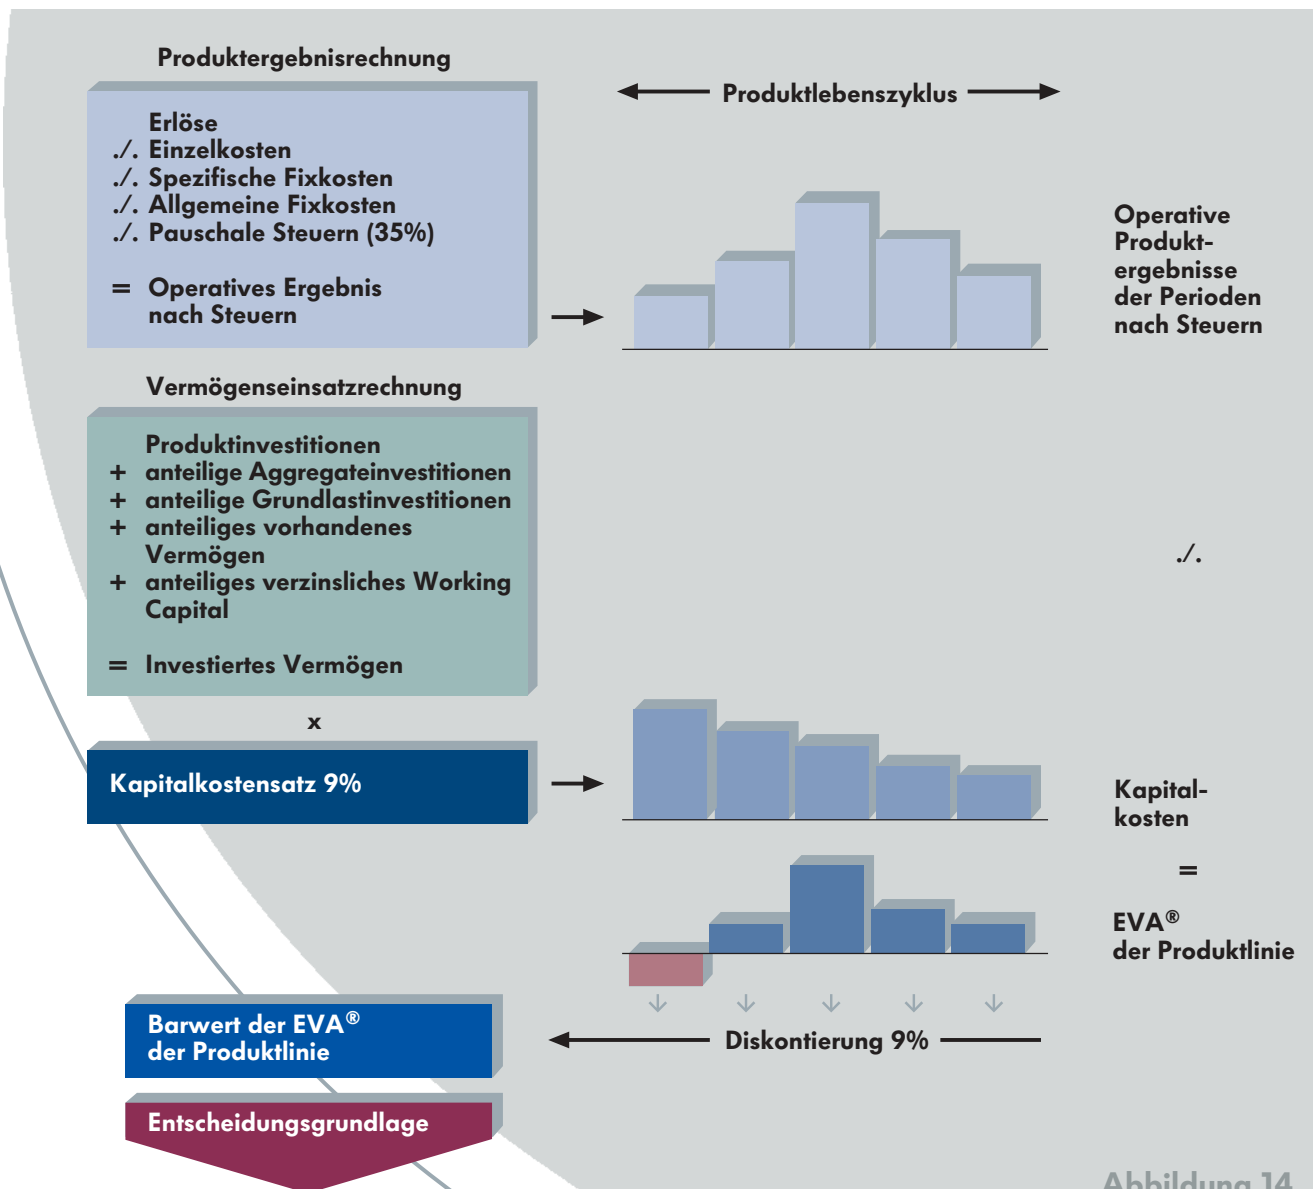 Produktergebnisrechnung
Erlöse
./. Einzelkosten
./. Spezifische Fixkosten
./. Allgemeine Fixkosten
./. Pauschale Steuern (35%)
= Operatives Ergebnis
nach Steuern
Produktlebenszyklus
Operative
Produkt-
ergebnisse
der Perioden
nach Steuern
Vermögenseinsatzrechnung
Produktinvestitionen
+ anteilige Aggregateinvestitionen
+ anteilige Grundlastinvestitionen
+ anteiliges vorhandenes
Vermögen
+ anteiliges verzinsliches Working
Capital
= Investiertes Vermögen
./.
x
Kapitalkostensatz 9%
Kapital-
kosten
=
EVA®
der Produktlinie
Barwert der EVA®
der Produktlinie
Diskontierung 9%
Entscheidungsgrundlage
Abbildung 14